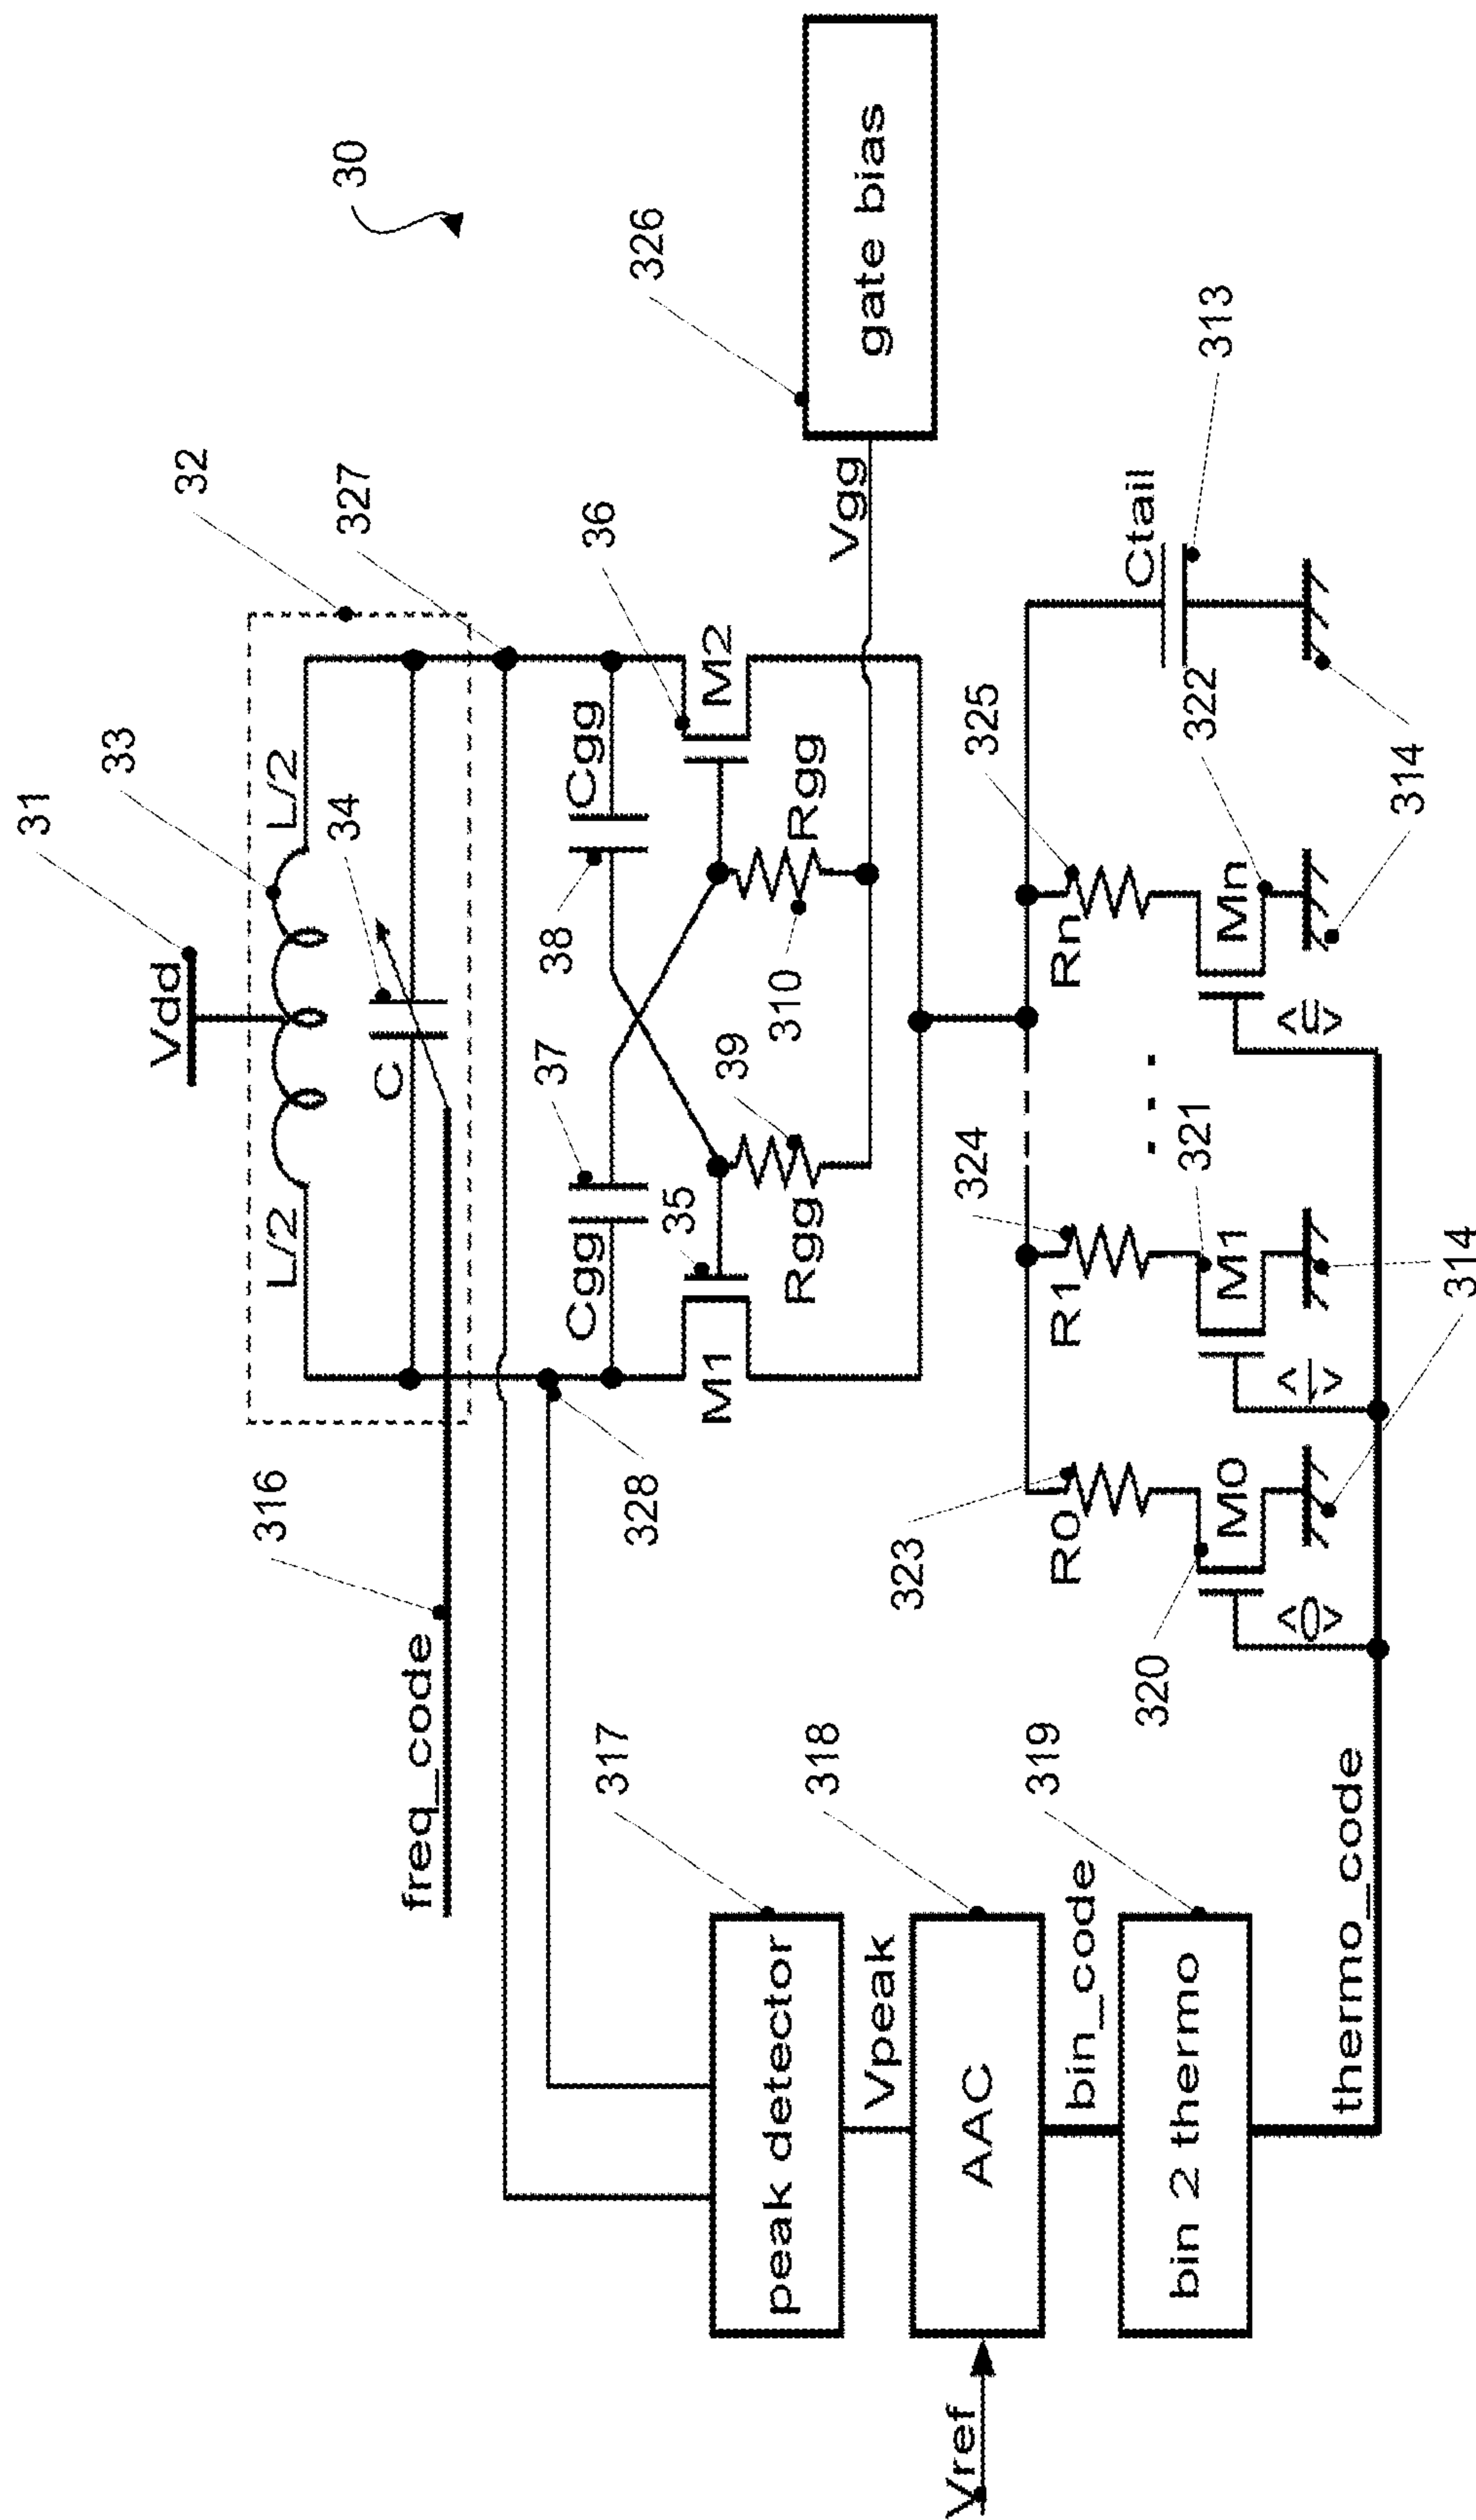 30
31
Vdd
33
32
L/2
L/2
34
C
327
316
freq_code
328
37
38
36
Cgg
Cgg
35
M1
M2
39
310
Rgg
Rgg
326
gate bias
Vgg
317
peak detector
Vpeak
318
Vref
AAC
bin_code
319
bin 2 thermo
thermo_code
323
324
325
R0
R1
Rn
Ctail
313
320
321
322
M0
M1
Mn
<0>
<1>
. . .
<n>
314
314